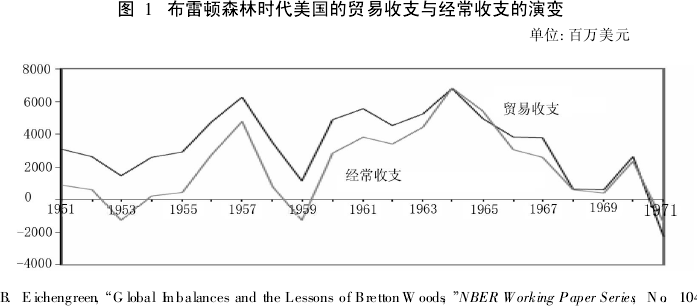 图 1 布雷顿森林时代美国的贸易收支与经常收支的演变
单位: 百万美元
8000
6000
贸易收支
4000
经常收支
2000
0
1951 1953 1955 1957 1959 1961 1963 1965 1967 1969 1971
-2000
-4000
B. Eichengreen, "Global Imbalances and the Lessons of Bretton Woods," NBER Working Paper Series, No. 104